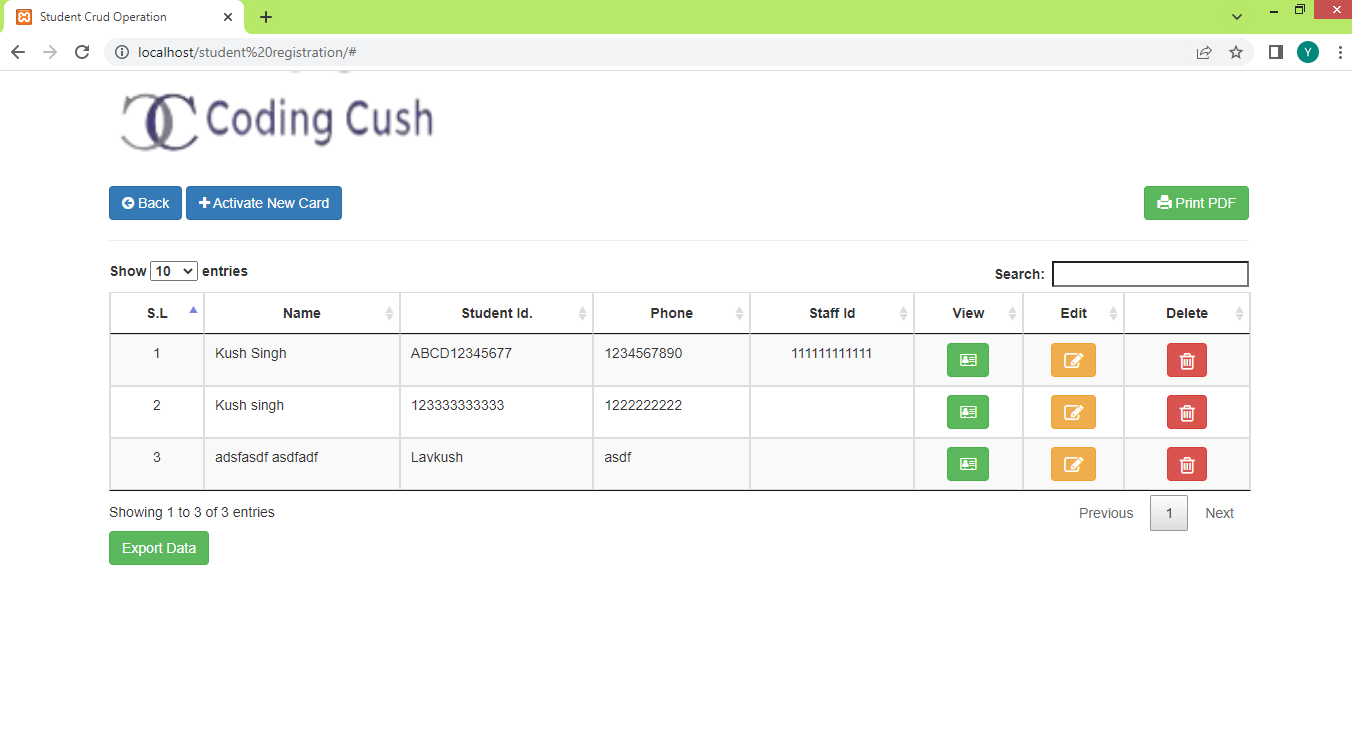 Student Crud Operation
localhost/student%20registration/#
Y
Coding Cush
Back Activate New Card Print PDF
Show 10 entries Search:
S.L Name Student Id. Phone Staff Id View Edit Delete
1 Kush Singh ABCD12345677 1234567890 111111111111
2 Kush singh 123333333333 1222222222
3 adsfasdf asdfadf Lavkush asdf
Showing 1 to 3 of 3 entries Previous 1 Next
Export Data